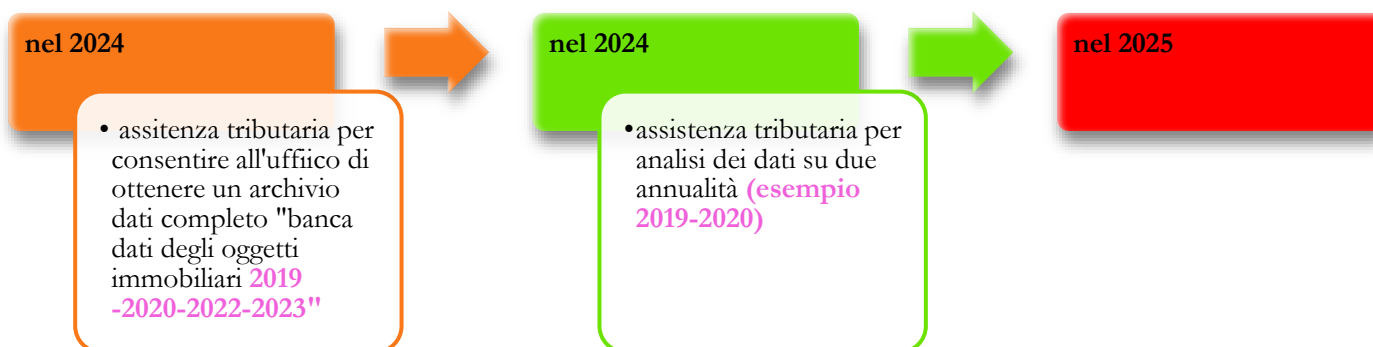 nel 2024
• assitenza tributaria per
consentire all'uffiico di
ottenere un archivio
dati completo "banca
dati degli oggetti
immobiliari 2019
-2020-2022-2023"
nel 2024
•assistenza tributaria per
analisi dei dati su due
annualità (esempio
2019-2020)
nel 2025